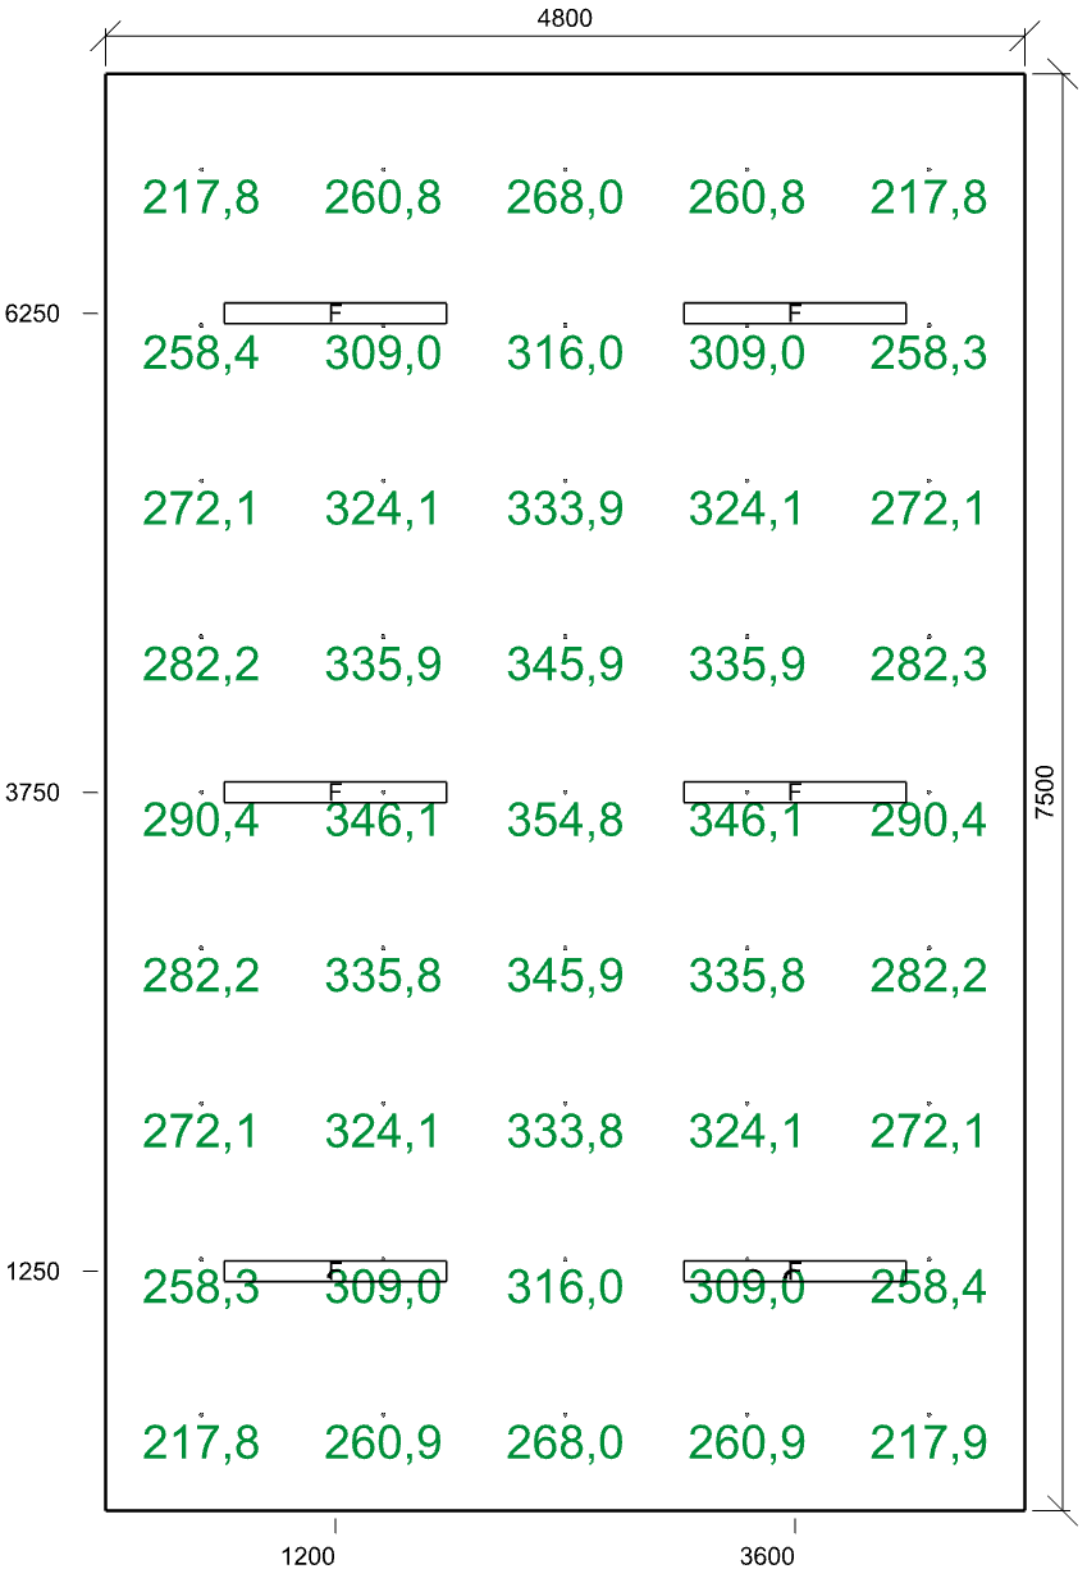 4800
217,8 260,8 268,0 260,8 217,8
6250 F F
258,4 309,0 316,0 309,0 258,3
272,1 324,1 333,9 324,1 272,1
282,2 335,9 345,9 335,9 282,3
3750 F F 7500
290,4 346,1 354,8 346,1 290,4
282,2 335,8 345,9 335,8 282,2
272,1 324,1 333,8 324,1 272,1
1250 F F
258,3 309,0 316,0 309,0 258,4
217,8 260,9 268,0 260,9 217,9
1200 3600